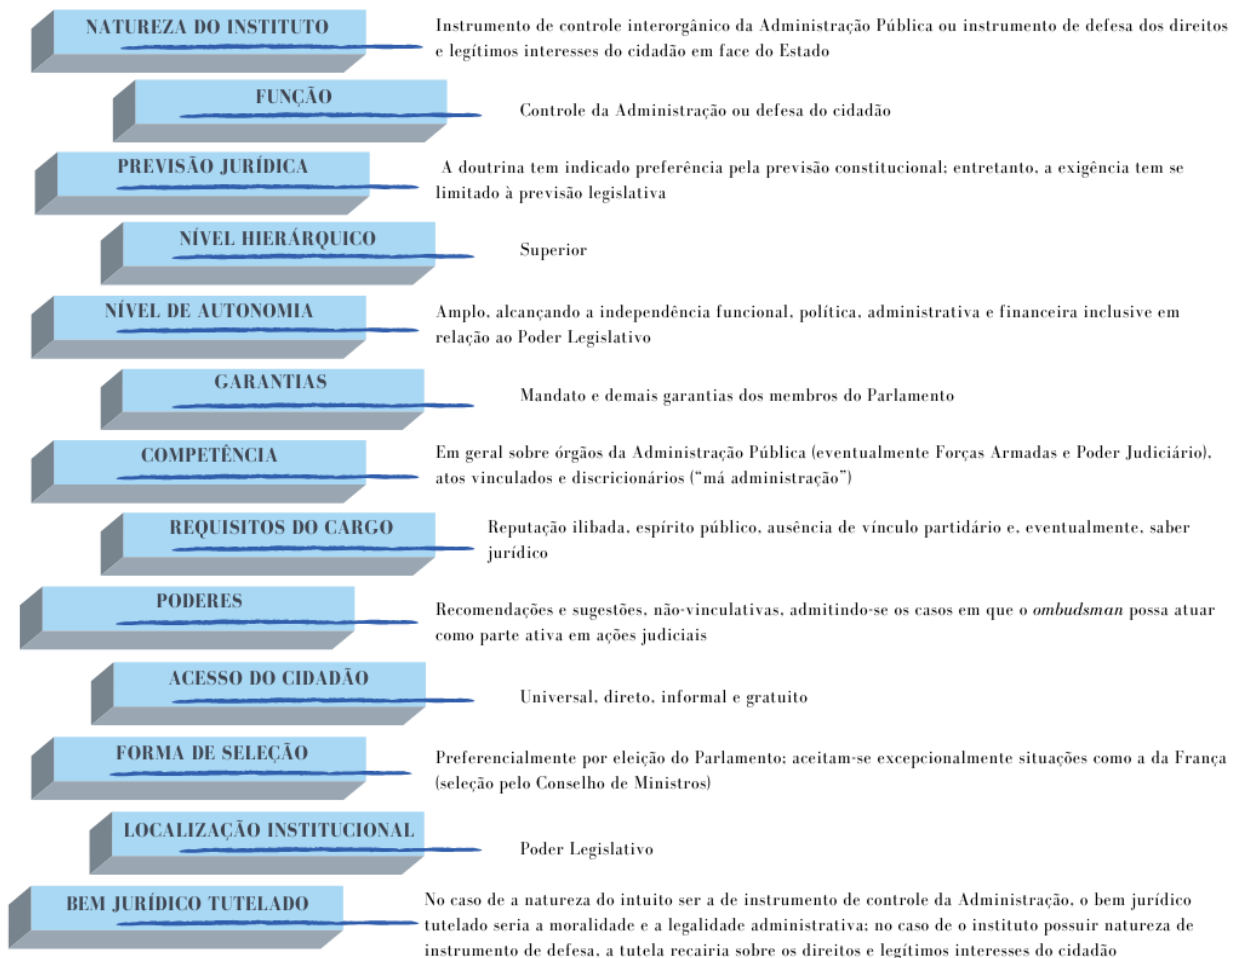 NATUREZA DO INSTITUTO
Instrumento de controle interorgânico da Administração Pública ou instrumento de defesa dos direitos
e legítimos interesses do cidadão em face do Estado
FUNÇÃO
Controle da Administração ou defesa do cidadão
PREVISÃO JURÍDICA
A doutrina tem indicado preferência pela previsão constitucional; entretanto, a exigência tem se
limitado à previsão legislativa
NÍVEL HIERÁRQUICO
Superior
NÍVEL DE AUTONOMIA
Amplo, alcançando a independência funcional, política, administrativa e financeira inclusive em
relação ao Poder Legislativo
GARANTIAS
Mandato e demais garantias dos membros do Parlamento
COMPETÊNCIA
Em geral sobre órgãos da Administração Pública (eventualmente Forças Armadas e Poder Judiciário),
atos vinculados e discricionários (“má administração”)
REQUISITOS DO CARGO
Reputação ilibada, espírito público, ausência de vínculo partidário e, eventualmente, saber
jurídico
PODERES
Recomendações e sugestões, não-vinculativas, admitindo-se os casos em que o ombudsman possa atuar
como parte ativa em ações judiciais
ACESSO DO CIDADÃO
Universal, direto, informal e gratuito
FORMA DE SELEÇÃO
Preferencialmente por eleição do Parlamento; aceitam-se excepcionalmente situações como a da França
(seleção pelo Conselho de Ministros)
LOCALIZAÇÃO INSTITUCIONAL
Poder Legislativo
BEM JURÍDICO TUTELADO
No caso de a natureza do intuito ser a de instrumento de controle da Administração, o bem jurídico
tutelado seria a moralidade e a legalidade administrativa; no caso de o instituto possuir natureza de
instrumento de defesa, a tutela recairia sobre os direitos e legítimos interesses do cidadão